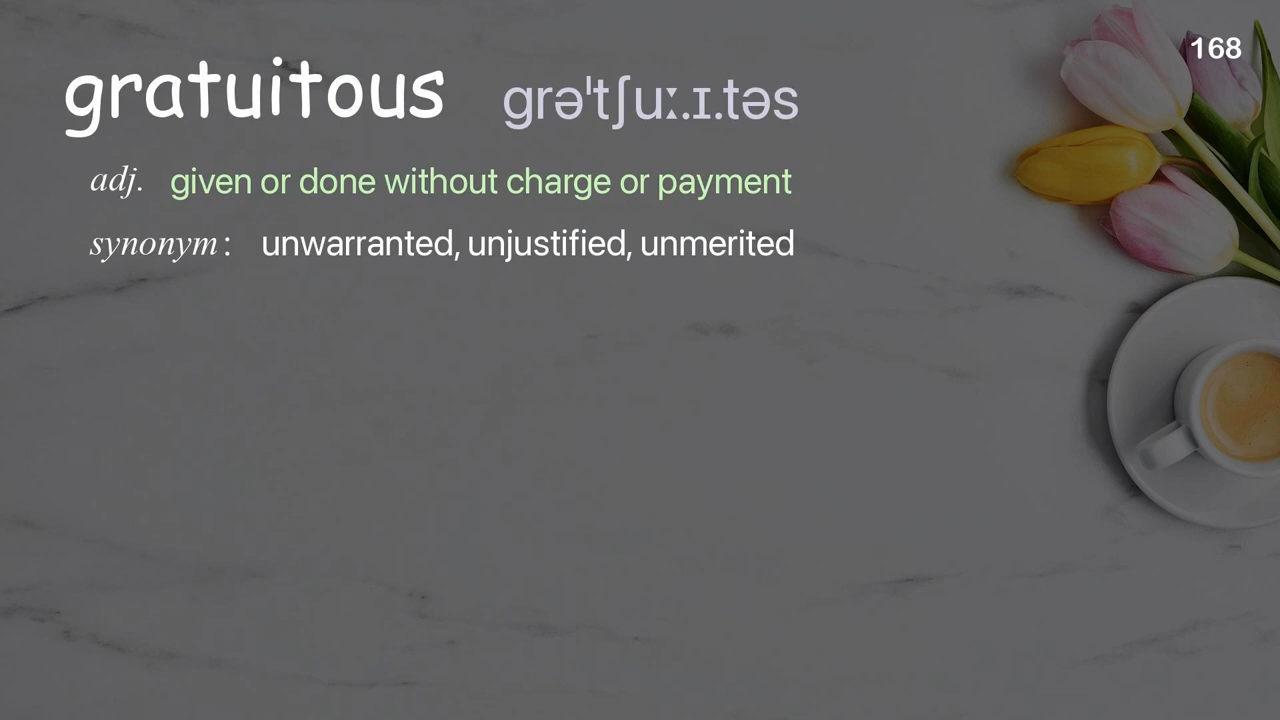 168
gratuitous grəˈtʃuː.ɪ.təs
adj. given or done without charge or payment
synonym: unwarranted, unjustified, unmerited